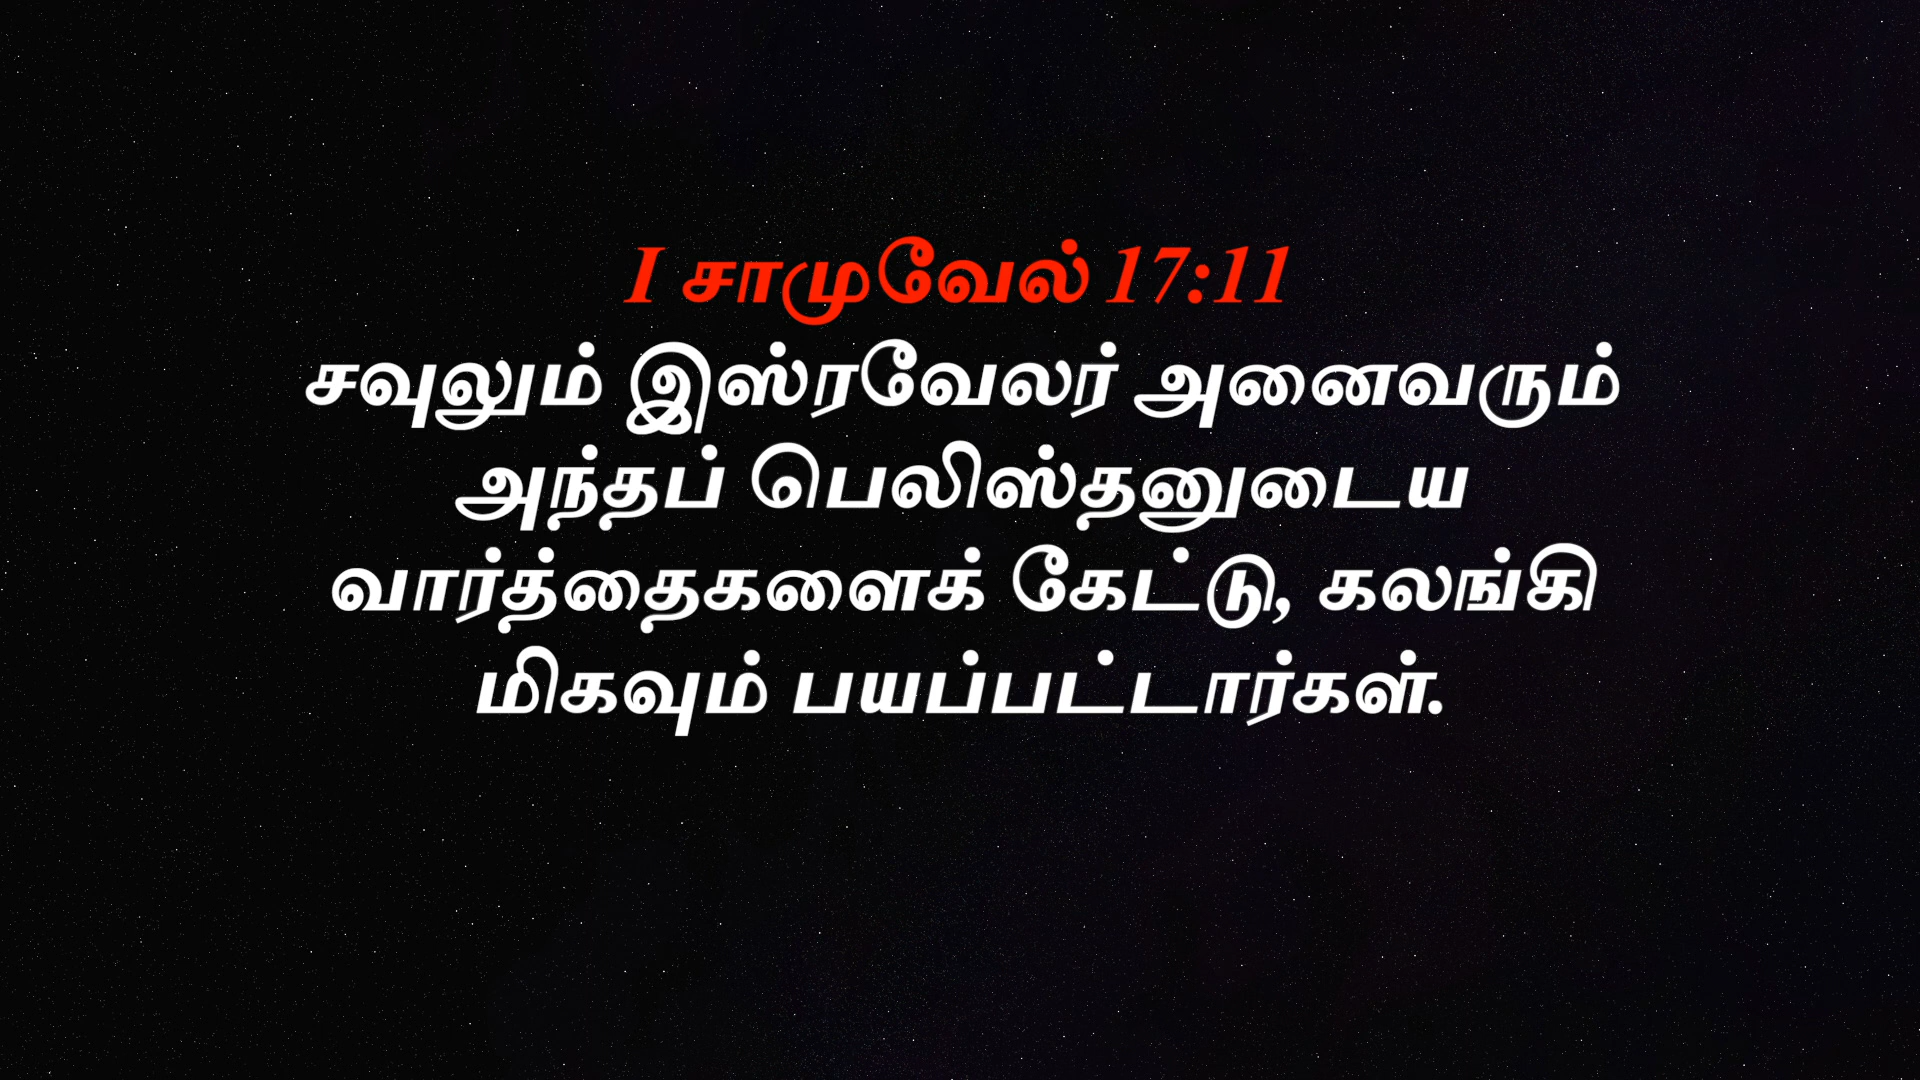 I சாமுவேல் 17:11
சவுலும் இஸ்ரவேலர் அனைவரும்
அந்தப் பெலிஸ்தனுடைய
வார்த்தைகளைக் கேட்டு, கலங்கி
மிகவும் பயப்பட்டார்கள்.